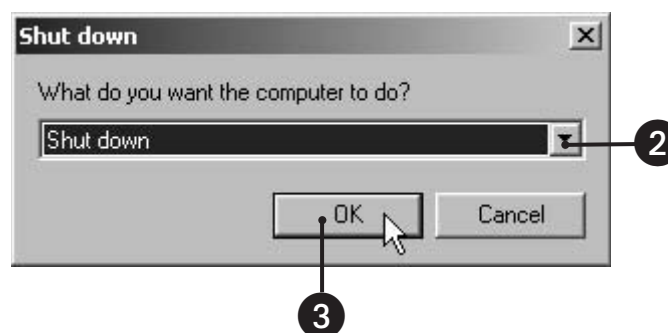 Shut down
What do you want the computer to do?
Shut down
2
OK Cancel
3